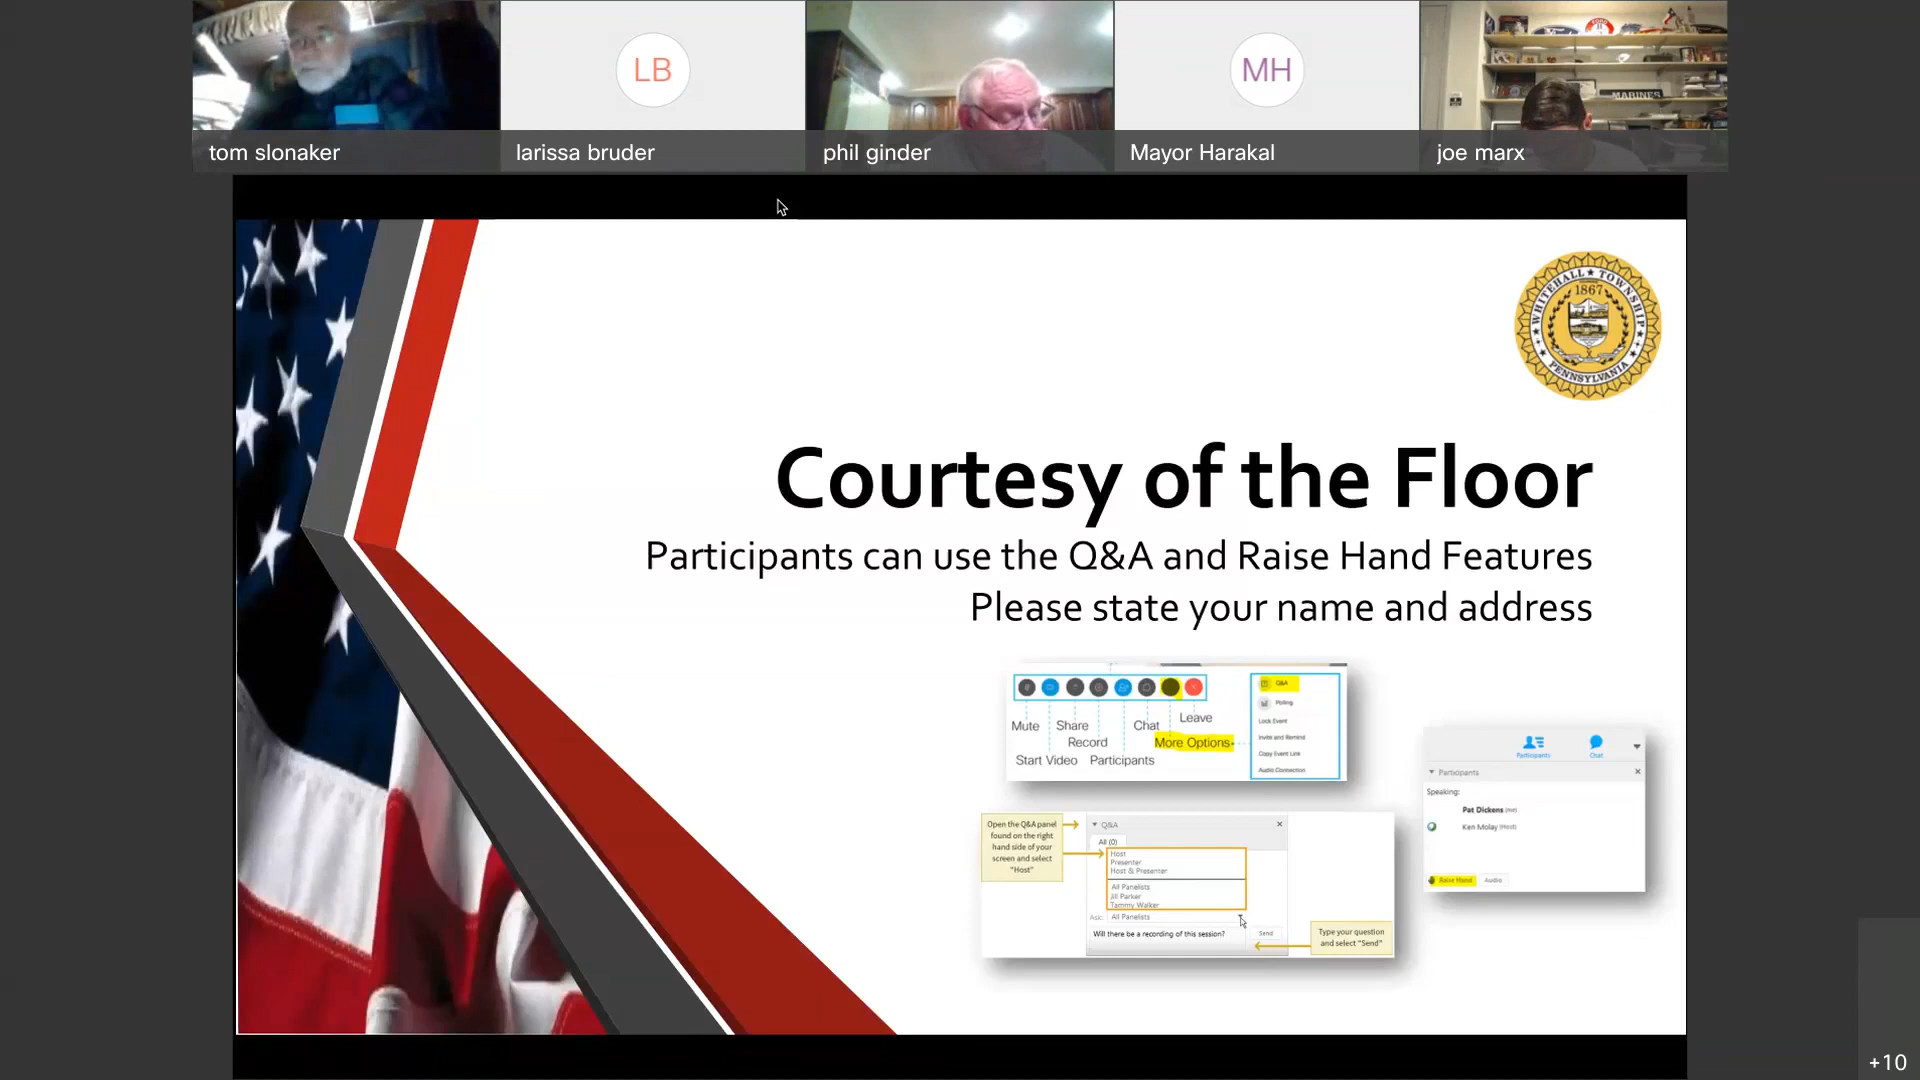 LB
MH
MARINES
tom slonaker
larissa bruder
phil ginder
Mayor Harakal
joe marx
WHITEHALL TOWNSHIP
1867
PENNSYLVANIA
Courtesy of the Floor
Participants can use the Q&A and Raise Hand Features
Please state your name and address
Mute
Share
Chat
Leave
Record
More Options
Start Video
Participants
Q&A
Polling
Lock Event
Invite and Remind
Copy Event Link
Audio Connection
Participants
Chat
Participants
Speaking:
Pat Dickens
Ken Molay (Host)
Raise Hand
Audio
Open the Q&A panel
found on the right
hand side of your
screen and select
"Host"
Q&A
All (0)
Host
Presenter
Host & Presenter
All Panelists
Jill Parker
Tammy Walker
Ask:
All Panelists
Will there be a recording of this session?
Send
Type your question
and select "Send"
+10